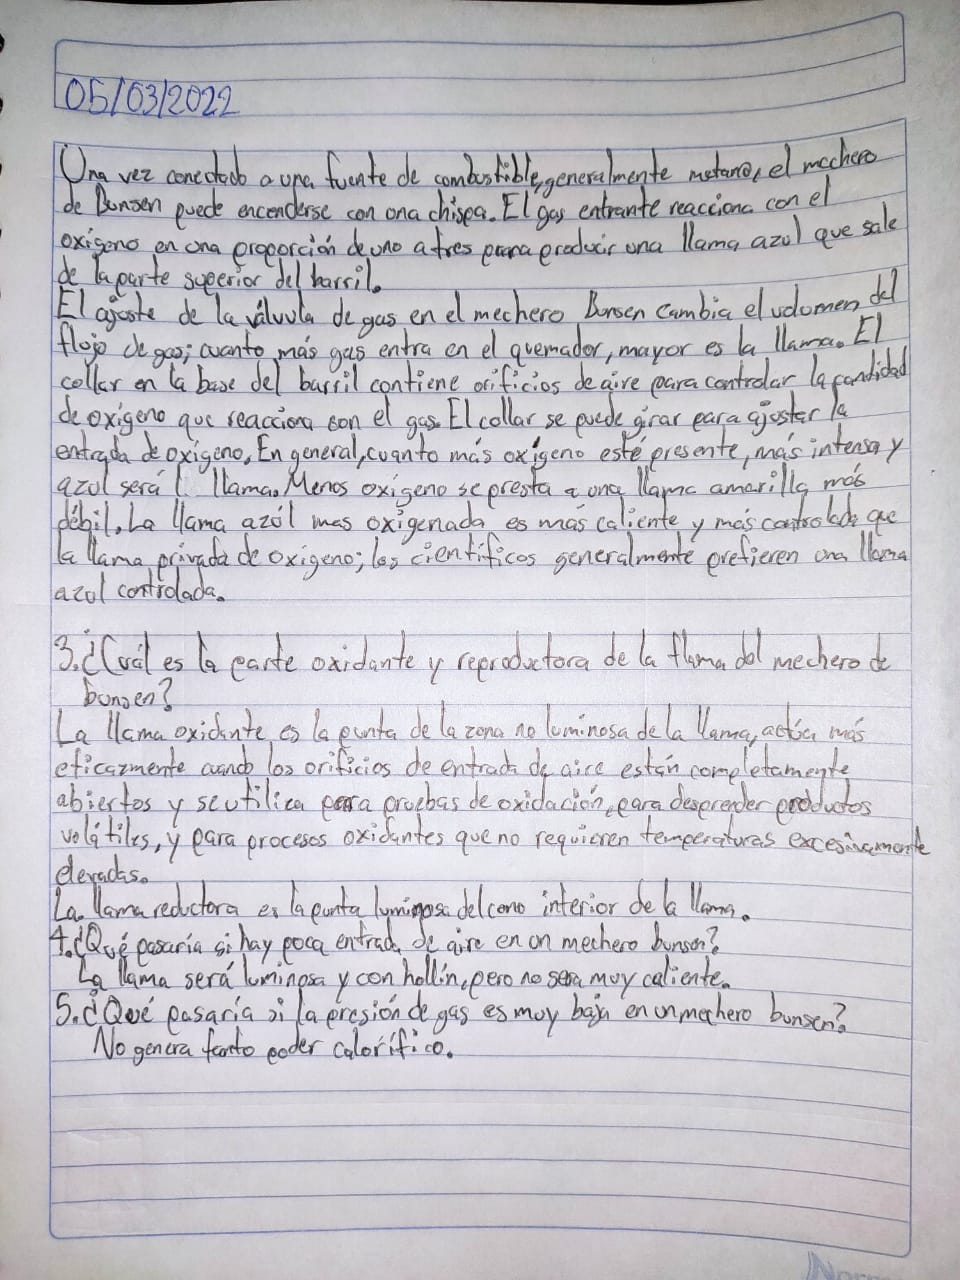 05/03/2022
Una vez conectado a una fuente de combustible, generalmente metano, el mechero
de Bunsen puede encenderse con una chispa. El gas entrante reacciona con el
oxígeno en una proporción de uno a tres para producir una llama azul que sale
de la parte superior del barril.
El ajuste de la válvula de gas en el mechero Bunsen cambia el volumen del
flujo de gas; cuanto más gas entra en el quemador, mayor es la llama. El
collar en la base del barril contiene orificios de aire para controlar la candidad
de oxígeno que reacciona con el gas. El collar se puede girar para ajustar la
entrada de oxígeno. En general, cuanto más oxígeno esté presente, más intensa y
azul será l llama. Menos oxígeno se presta a una llama amarilla más
débil. La llama azúl mas oxigenada es más caliente y más controlada que
la llama privada de oxígeno; los científicos generalmente prefieren una llama
azul controlada.
3. ¿Cuál es la parte oxidante y reproductora de la flama del mechero de
bunsen?
La llama oxidante es la punta de la zona no luminosa de la llama, actúa más
eficazmente cuando los orificios de entrada de aire están completamente
abiertos y se utiliza para pruebas de oxidación, para desprender productos
volátiles, y para procesos oxidantes que no requieren temperaturas excesivamente
elevadas.
La llama reductora es la punta luminosa del cono interior de la llama.
4. ¿Qué pasaría si hay poca entrada de aire en un mechero bunsen?
La llama será luminosa y con hollín, pero no sera muy caliente.
5. ¿Qué pasaría si la presión de gas es muy baja en un mechero bunsen?
No genera tanto poder calorífico.